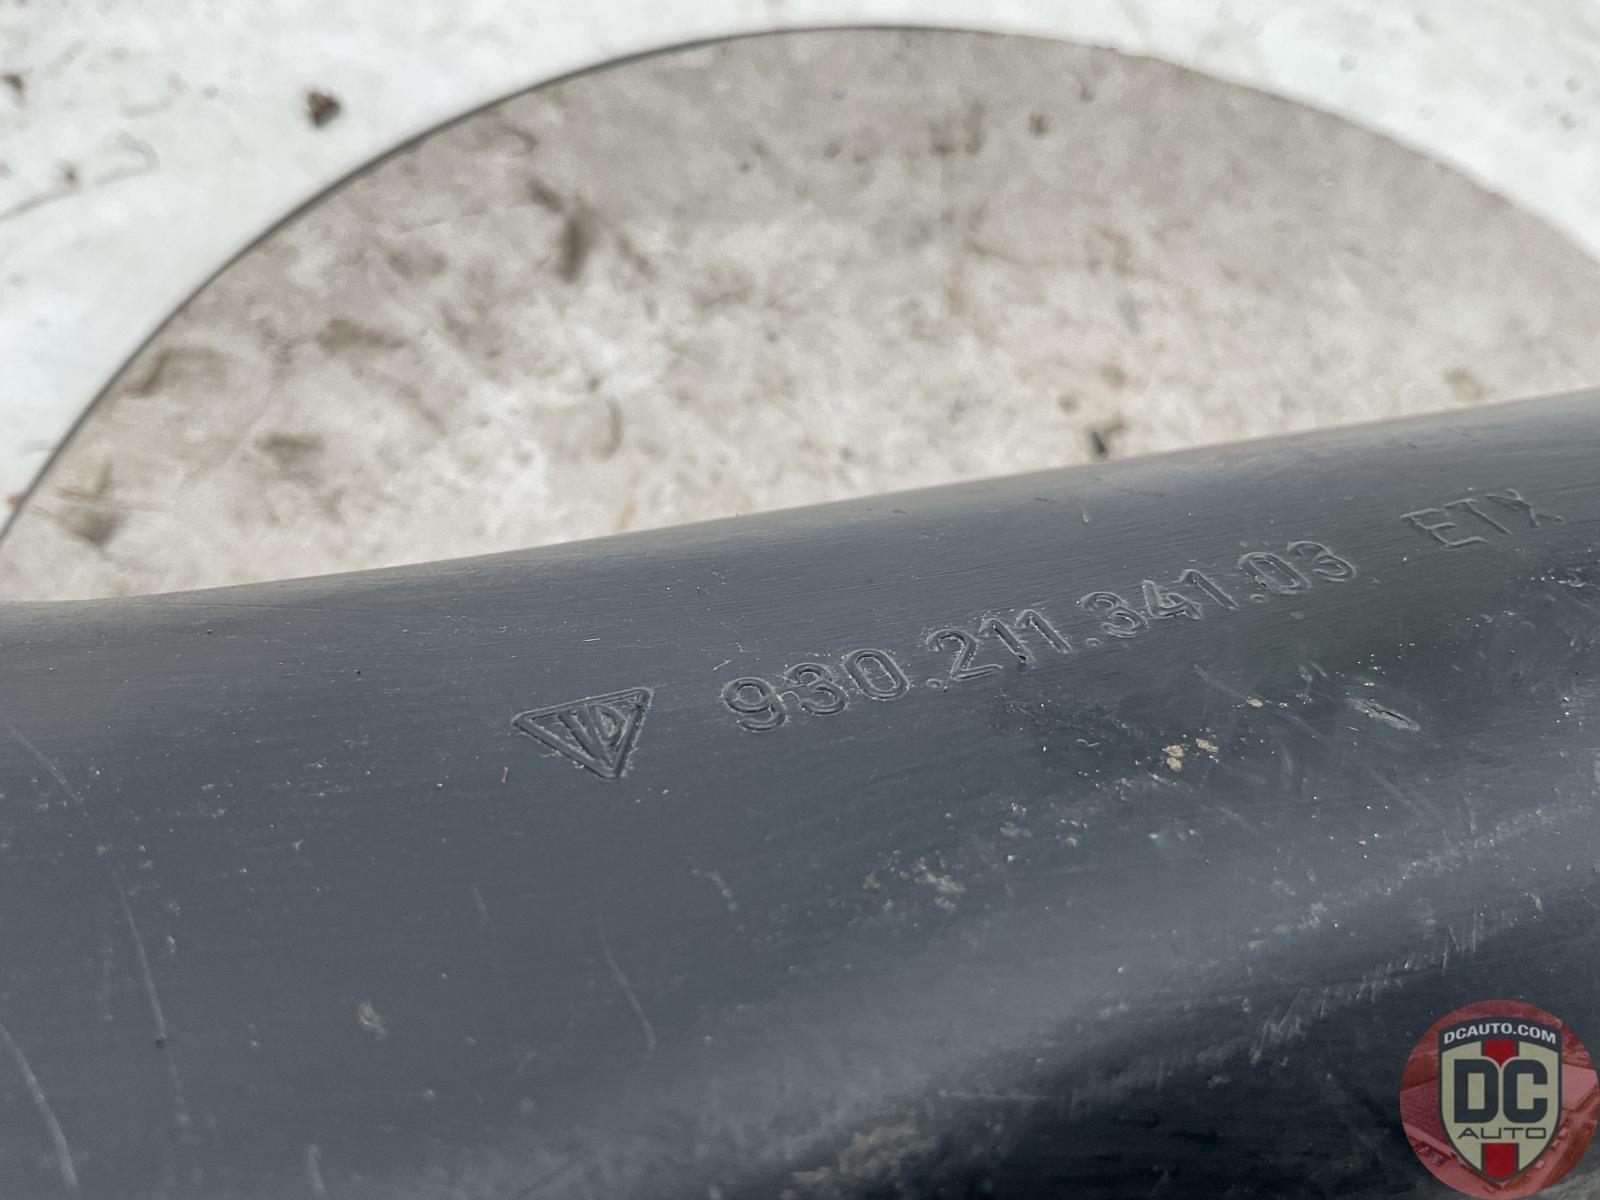 930.211.341.03 ETX
DCAUTO.COM
DC
AUTO